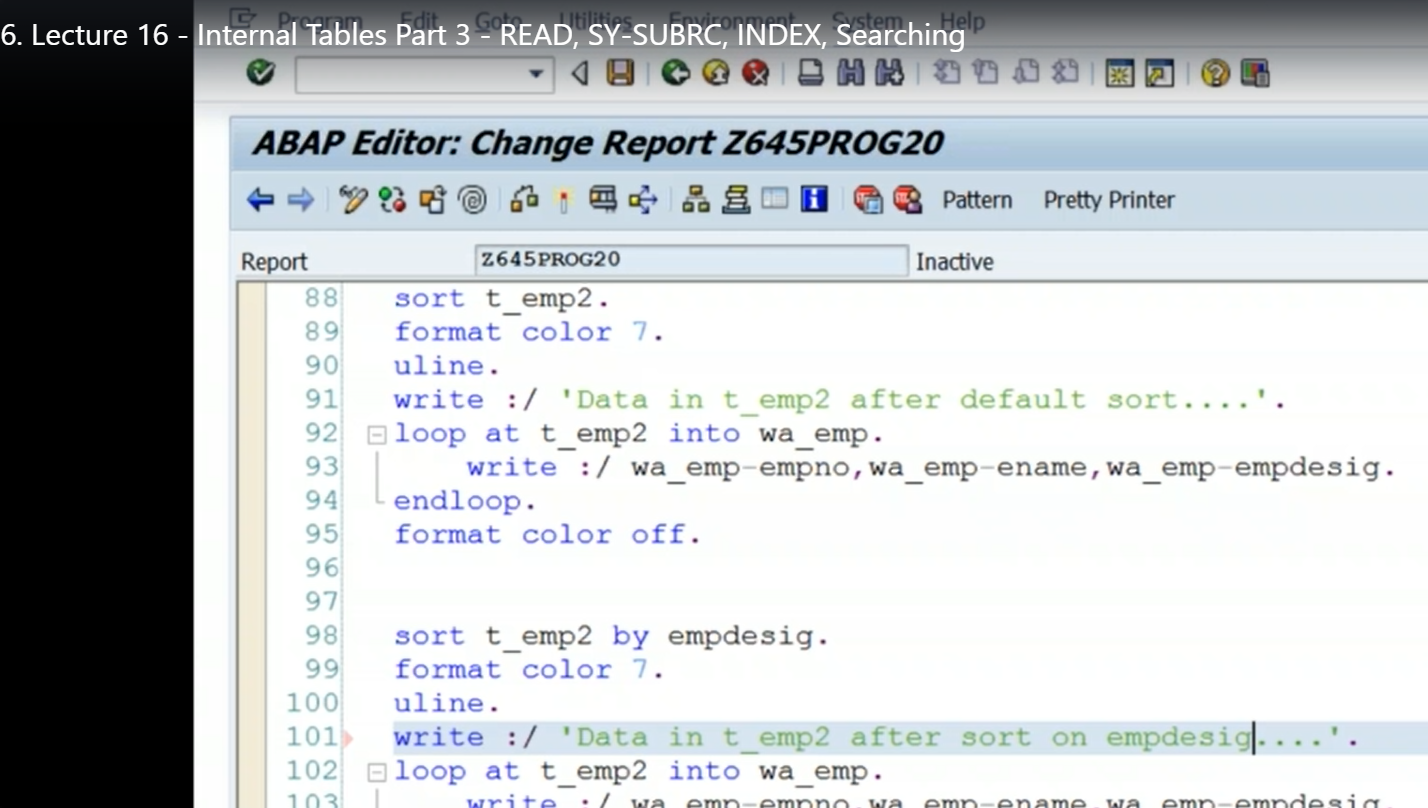 Program Edit Goto Utilities Environment System Help
6. Lecture 16 - Internal Tables Part 3 - READ, SY-SUBRC, INDEX, Searching
ABAP Editor: Change Report Z645PROG20
Pattern Pretty Printer
Report Z645PROG20 Inactive
88 sort t_emp2.
89 format color 7.
90 uline.
91 write :/ 'Data in t_emp2 after default sort....'.
92 loop at t_emp2 into wa_emp.
93 write :/ wa_emp-empno,wa_emp-ename,wa_emp-empdesig.
94 endloop.
95 format color off.
96
97
98 sort t_emp2 by empdesig.
99 format color 7.
100 uline.
101 write :/ 'Data in t_emp2 after sort on empdesig....'.
102 loop at t_emp2 into wa_emp.
103 write :/ wa_emp-empno,wa_emp-ename,wa_emp-empdesig.